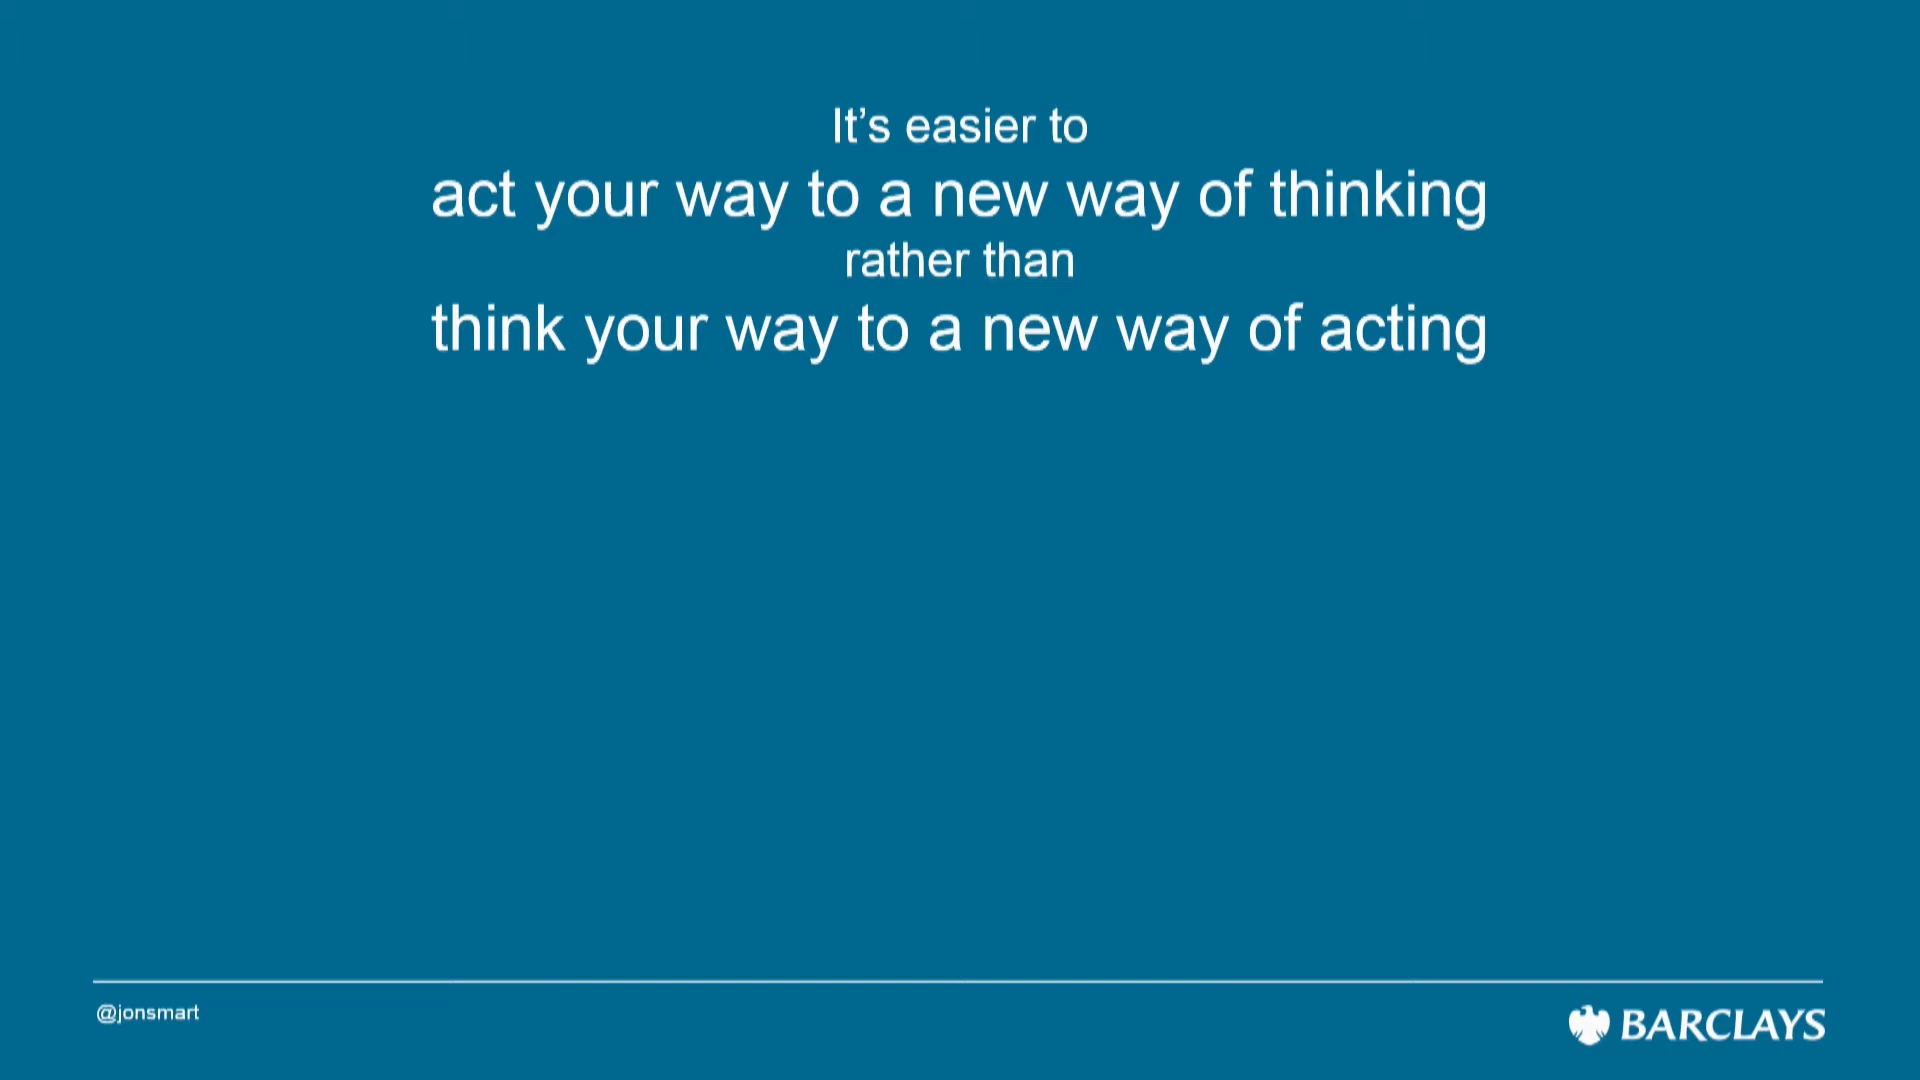 It’s easier to
act your way to a new way of thinking
rather than
think your way to a new way of acting
@jonsmart
BARCLAYS